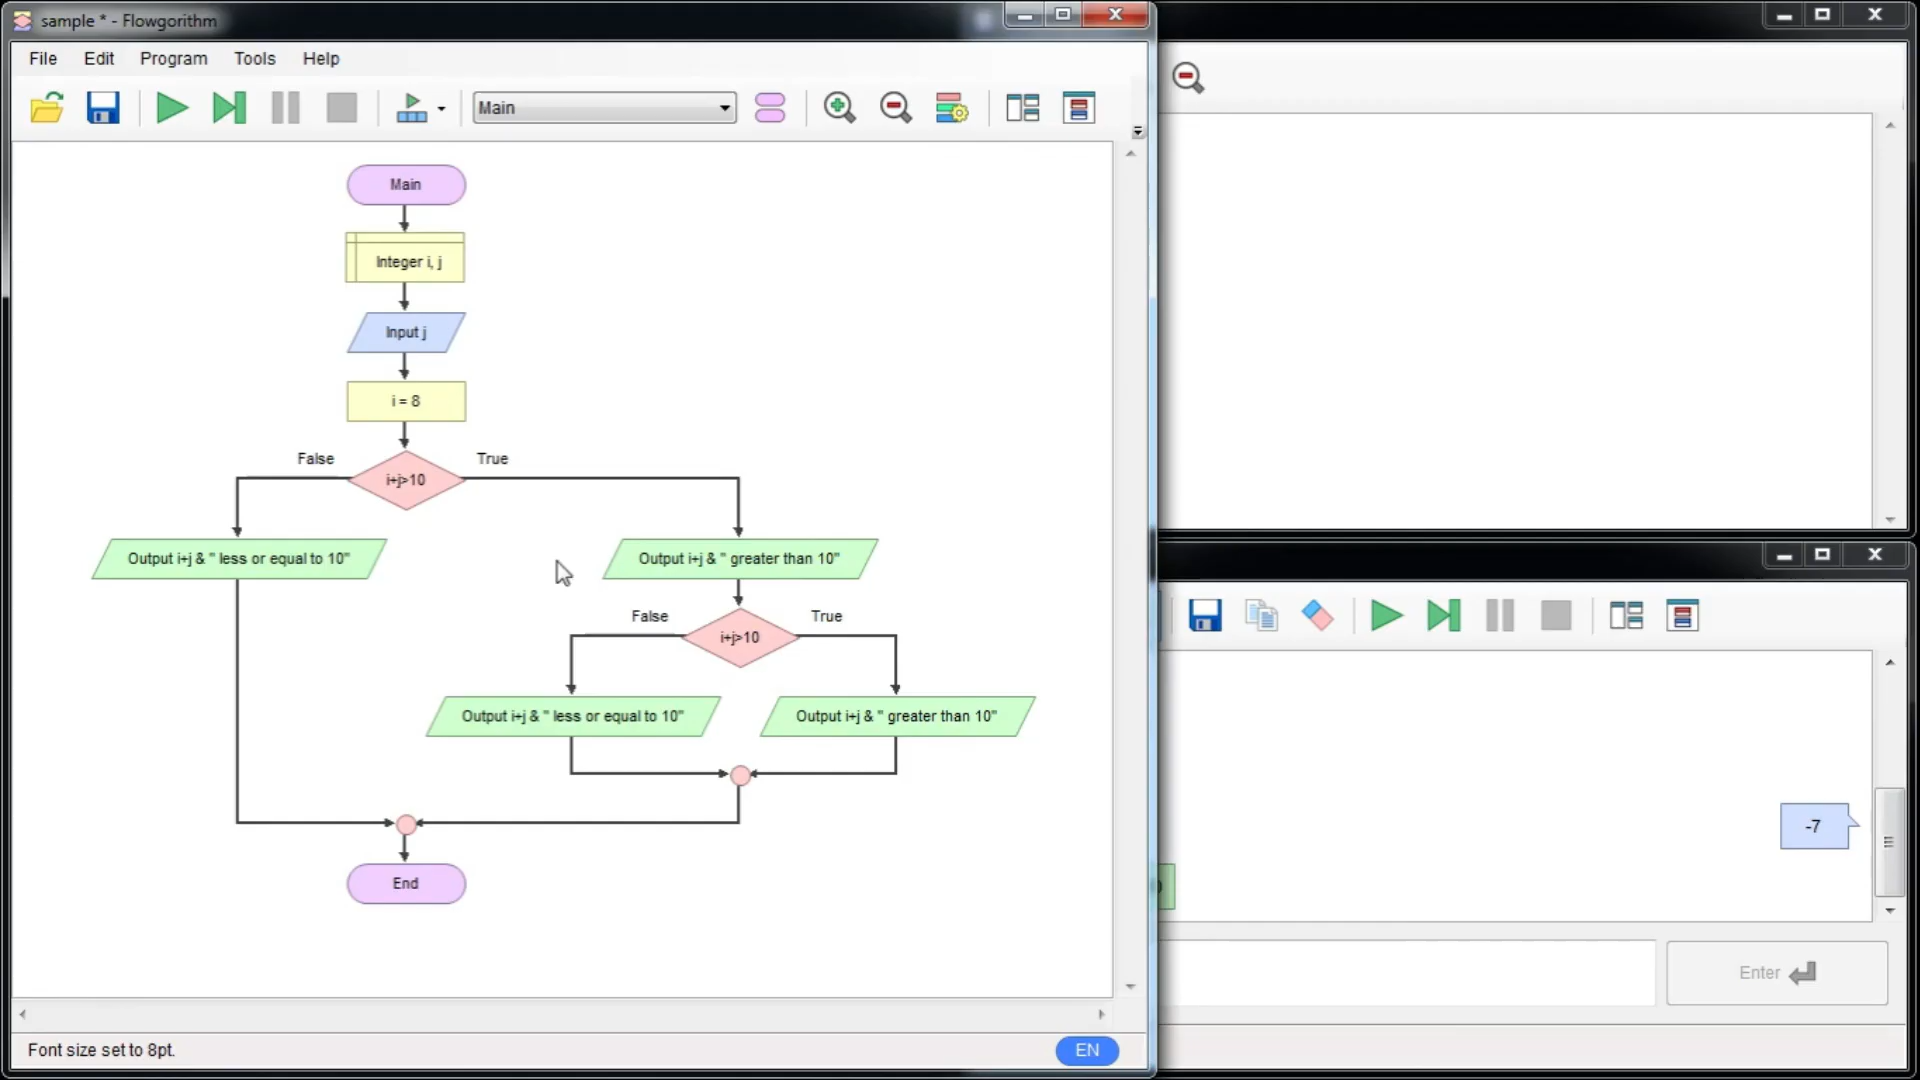 sample * - Flowgorithm
File Edit Program Tools Help
Main
Main
Integer i, j
Input j
i = 8
False True
i+j>10
Output i+j & " less or equal to 10" Output i+j & " greater than 10"
False True
i+j>10
Output i+j & " less or equal to 10" Output i+j & " greater than 10"
End
Font size set to 8pt. EN
-7
Enter